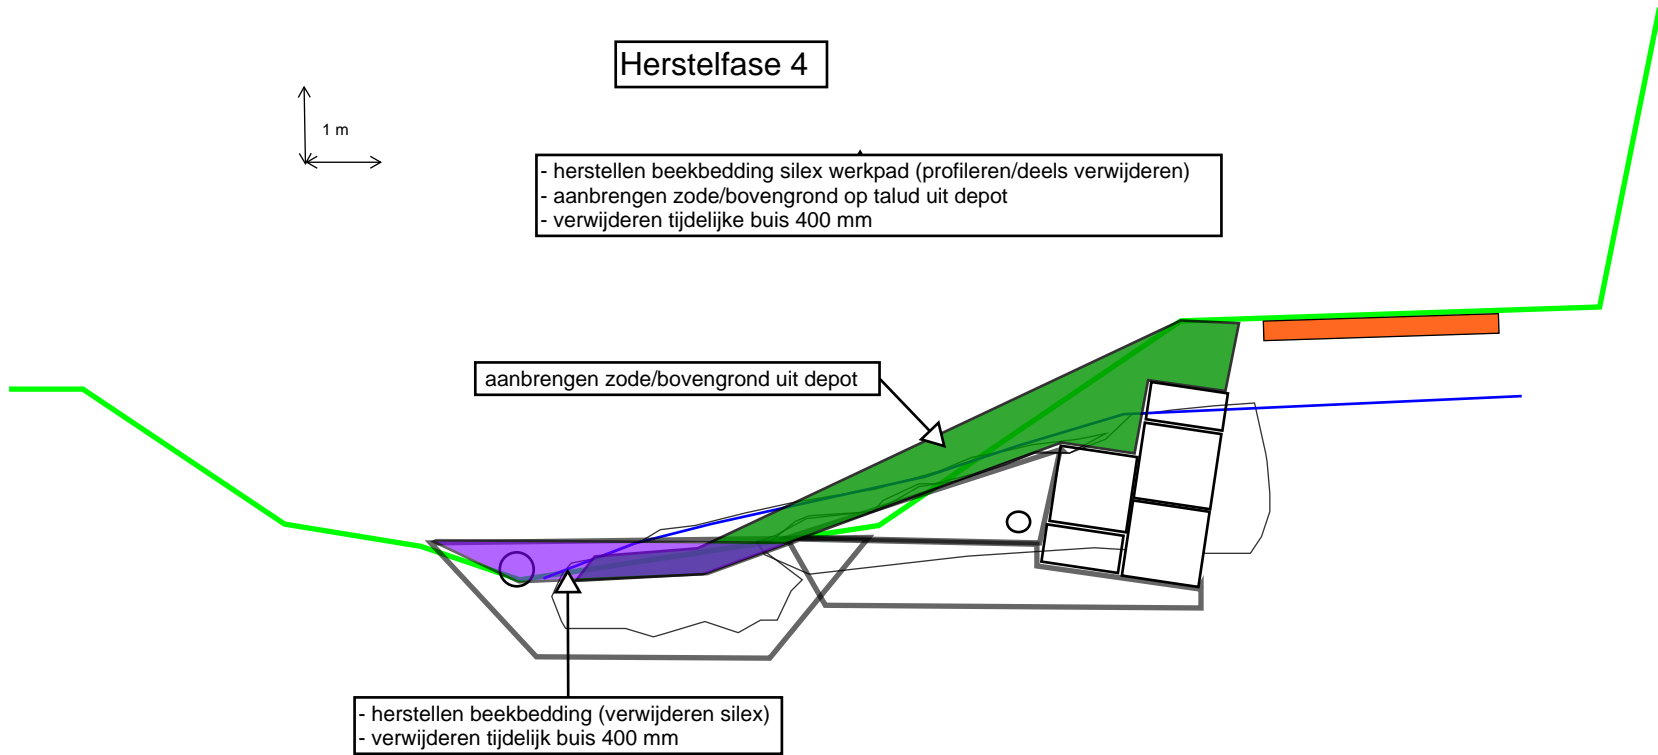 Herstelfase 4
1 m
- herstellen beekbedding silex werkpad (profileren/deels verwijderen)
- aanbrengen zode/bovengrond op talud uit depot
- verwijderen tijdelijke buis 400 mm
aanbrengen zode/bovengrond uit depot
- herstellen beekbedding (verwijderen silex)
- verwijderen tijdelijk buis 400 mm